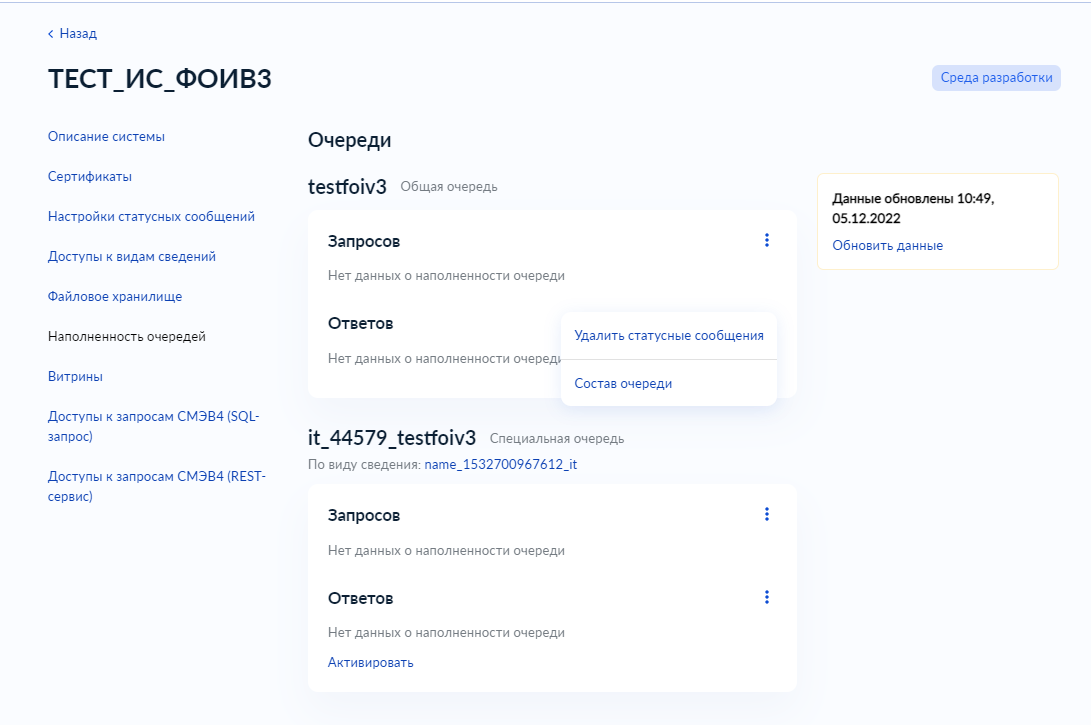 Назад
ТЕСТ_ИС_ФОИВ3
Среда разработки
Описание системы
Сертификаты
Настройки статусных сообщений
Доступы к видам сведений
Файловое хранилище
Наполненность очередей
Витрины
Доступы к запросам СМЭВ4 (SQL-
запрос)
Доступы к запросам СМЭВ4 (REST-
сервис)
Очереди
testfoiv3 Общая очередь
Запросов
Нет данных о наполненности очереди
Ответов
Нет данных о наполненности очереди
Удалить статусные сообщения
Состав очереди
it_44579_testfoiv3 Специальная очередь
По виду сведения: name_1532700967612_it
Запросов
Нет данных о наполненности очереди
Ответов
Нет данных о наполненности очереди
Активировать
Данные обновлены 10:49,
05.12.2022
Обновить данные